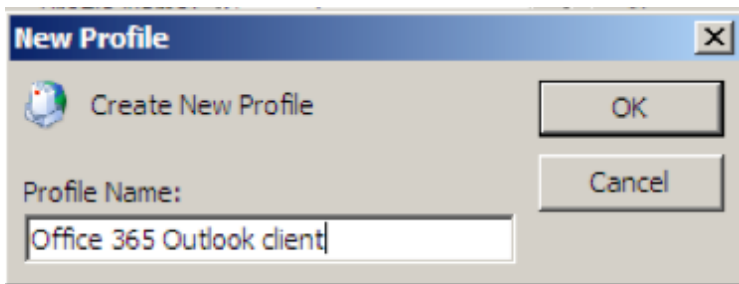 New Profile
Create New Profile
OK
Cancel
Profile Name:
Office 365 Outlook client